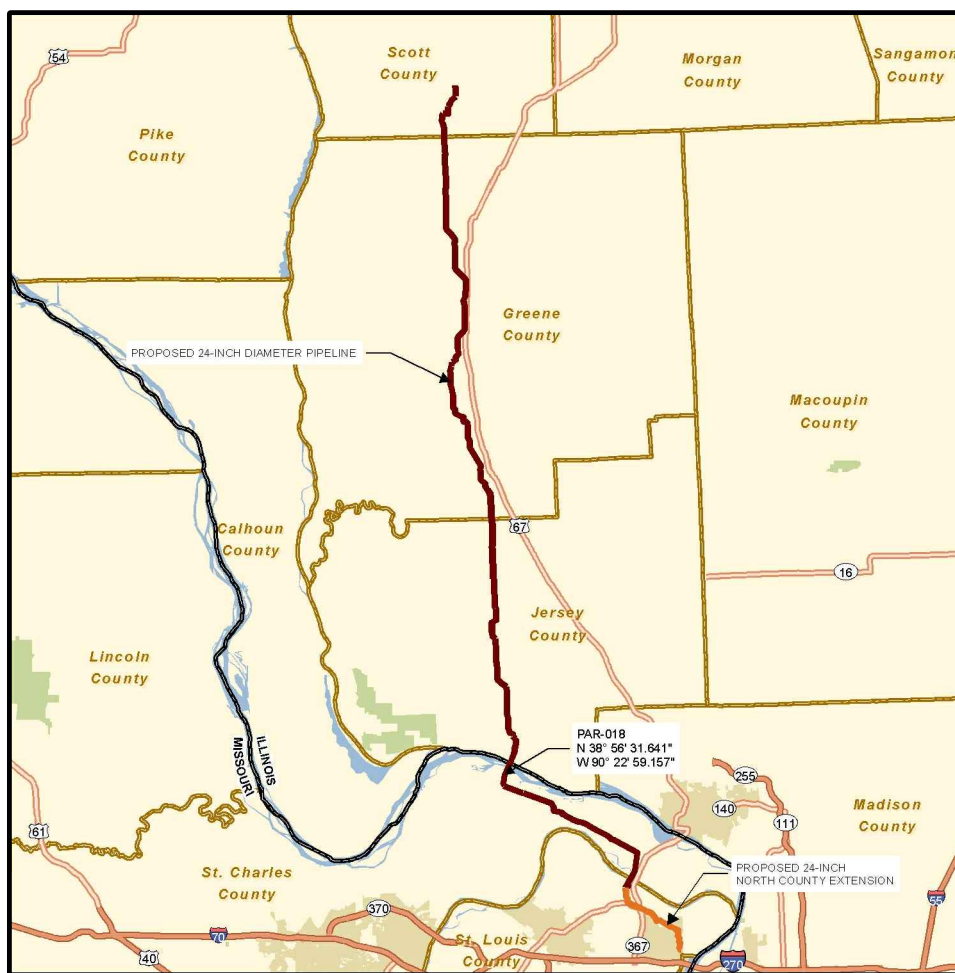 54
Scott
County
Morgan
County
Sangamon
County
Pike
County
Greene
County
PROPOSED 24-INCH DIAMETER PIPELINE
Macoupin
County
Calhoun
County
67
16
Jersey
County
Lincoln
County
ILLINOIS
MISSOURI
PAR-018
N 38° 56' 31.641"
W 90° 22' 59.157"
255
140
111
Madison
County
61
St. Charles
County
PROPOSED 24-INCH
NORTH COUNTY EXTENSION
55
370
70
367
St. Louis
County
40
270